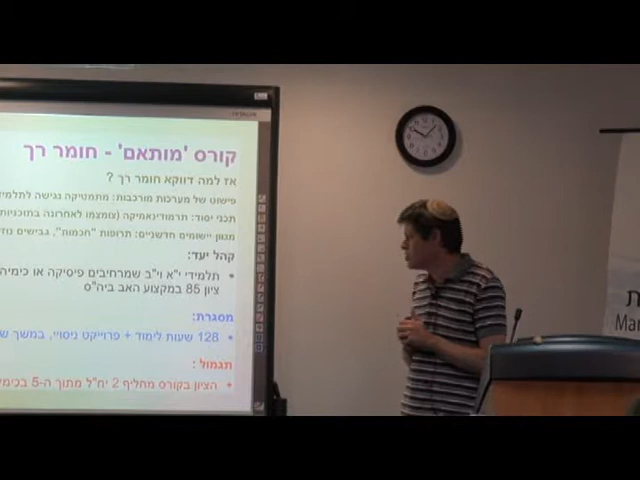 קורס 'מותאם' - חומר רך
אז למה דווקא חומר רך ?
פישוט של מערכות מורכבות: מתמטיקה נגישה לתלמי
תכני יסוד: תרמודינאמיקה (צומצמו לאחרונה בתוכניות
מגוון יישומים חדשניים: תרופות "חכמות", גבישים נוז
קהל יעד:
• תלמידי י"א וי"ב שמרחיבים פיסיקה או כימיה
ציון 85 במקצוע האב ביה"ס
מסגרת:
• 128 שעות לימוד + פרוייקט ניסויי, במשך ש
תגמול :
• הציון בקורס מחליף 2 יח"ל מתוך ה-5 בכימ
ת
Mar